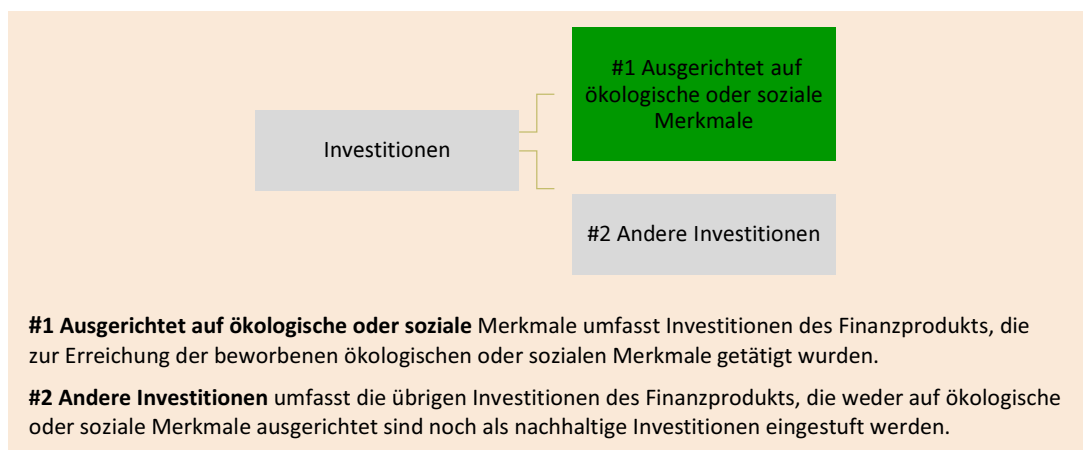 #1 Ausgerichtet auf
ökologische oder soziale
Merkmale
Investitionen
#2 Andere Investitionen
#1 Ausgerichtet auf ökologische oder soziale Merkmale umfasst Investitionen des Finanzprodukts, die
zur Erreichung der beworbenen ökologischen oder sozialen Merkmale getätigt wurden.
#2 Andere Investitionen umfasst die übrigen Investitionen des Finanzprodukts, die weder auf ökologische
oder soziale Merkmale ausgerichtet sind noch als nachhaltige Investitionen eingestuft werden.